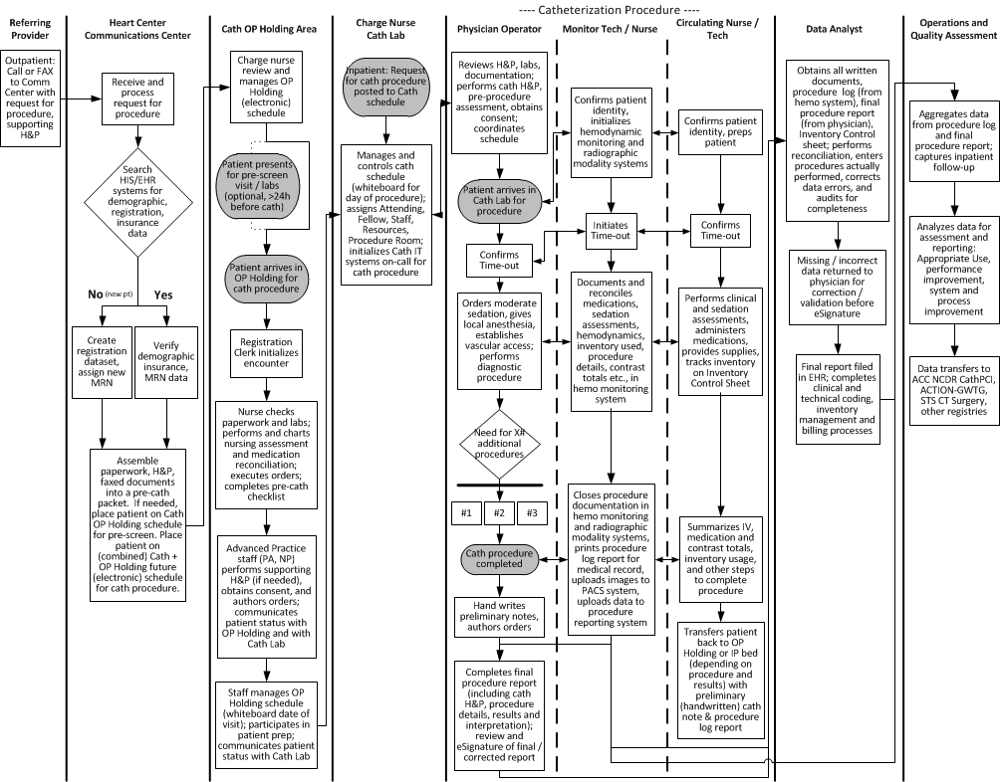 ---- Catheterization Procedure ----
Referring
Provider
Heart Center
Communications Center
Cath OP Holding Area
Charge Nurse
Cath Lab
Physician Operator
Monitor Tech / Nurse
Circulating Nurse /
Tech
Data Analyst
Operations and
Quality Assessment
Outpatient:
Call or FAX
to Comm
Center with
request for
procedure,
supporting
H&P
Receive and
process
request for
procedure
Search
HIS/EHR
systems for
demographic,
registration,
insurance
data
No (new pt)
Yes
Create
registration
dataset,
assign new
MRN
Verify
demographic
insurance,
MRN data
Assemble
paperwork, H&P,
faxed documents
into a pre-cath
packet.  If needed,
place patient on Cath
OP Holding schedule
for pre-screen. Place
patient on
(combined) Cath +
OP Holding future
(electronic) schedule
for cath procedure.
Charge nurse
review and
manages OP
Holding
(electronic)
schedule
Patient presents
for pre-screen
visit / labs
(optional, >24h
before cath)
Patient arrives in
OP Holding for
cath procedure
Registration
Clerk initializes
encounter
Nurse checks
paperwork and labs;
performs and charts
nursing assessment
and medication
reconciliation;
executes orders;
completes pre-cath
checklist
Advanced Practice
staff (PA, NP)
performs supporting
H&P (if needed),
obtains consent, and
authors orders;
communicates
patient status with
OP Holding and with
Cath Lab
Staff manages OP
Holding schedule
(whiteboard date of
visit); participates in
patient prep;
communicates patient
status with Cath Lab
Inpatient: Request
for cath procedure
posted to Cath
schedule
Manages and
controls cath
schedule
(whiteboard for
day of procedure);
assigns Attending,
Fellow, Staff,
Resources,
Procedure Room;
initializes Cath IT
systems on-call for
cath procedure
Reviews H&P, labs,
documentation;
performs cath H&P,
pre-procedure
assessment, obtains
consent;
coordinates
schedule
Patient arrives in
Cath Lab for
procedure
Confirms
Time-out
Orders moderate
sedation, gives
local anesthesia,
establishes
vascular access;
performs
diagnostic
procedure
Need for X#
additional
procedures
#1
#2
#3
Cath procedure
completed
Hand writes
preliminary notes,
authors orders
Completes final
procedure report
(including cath
H&P, procedure
details, results and
interpretation);
review and
eSignature of final /
corrected report
Confirms patient
identity,
initializes
hemodynamic
monitoring and
radiographic
modality systems
Initiates
Time-out
Documents and
reconciles
medications,
sedation
assessments,
hemodynamics,
inventory used,
procedure
details, contrast
totals etc., in
hemo monitoring
system
Closes procedure
documentation in
hemo monitoring
and radiographic
modality systems,
prints procedure
log report for
medical record,
uploads images to
PACS system,
uploads data to
procedure
reporting system
Confirms patient
identity, preps
patient
Confirms
Time-out
Performs clinical
and sedation
assessments,
administers
medications,
provides supplies,
tracks inventory
on Inventory
Control Sheet
Summarizes IV,
medication and
contrast totals,
inventory usage,
and other steps
to complete
procedure
Transfers patient
back to OP
Holding or IP bed
(depending on
procedure and
results) with
preliminary
(handwritten) cath
note & procedure
log report
Obtains all written
documents,
procedure  log (from
hemo system), final
procedure report
(from physician),
Inventory Control
sheet; performs
reconciliation, enters
procedures actually
performed, corrects
data errors, and
audits for
completeness
Missing / incorrect
data returned to
physician for
correction /
validation before
eSignature
Final report filed
in EHR; completes
clinical and
technical coding,
inventory
management and
billing processes
Aggregates data
from procedure log
and final
procedure report;
captures inpatient
follow-up
Analyzes data for
assessment and
reporting:
Appropriate Use,
performance
improvement,
system and
process
improvement
Data transfers to
ACC NCDR CathPCI,
ACTION-GWTG,
STS CT Surgery,
other registries